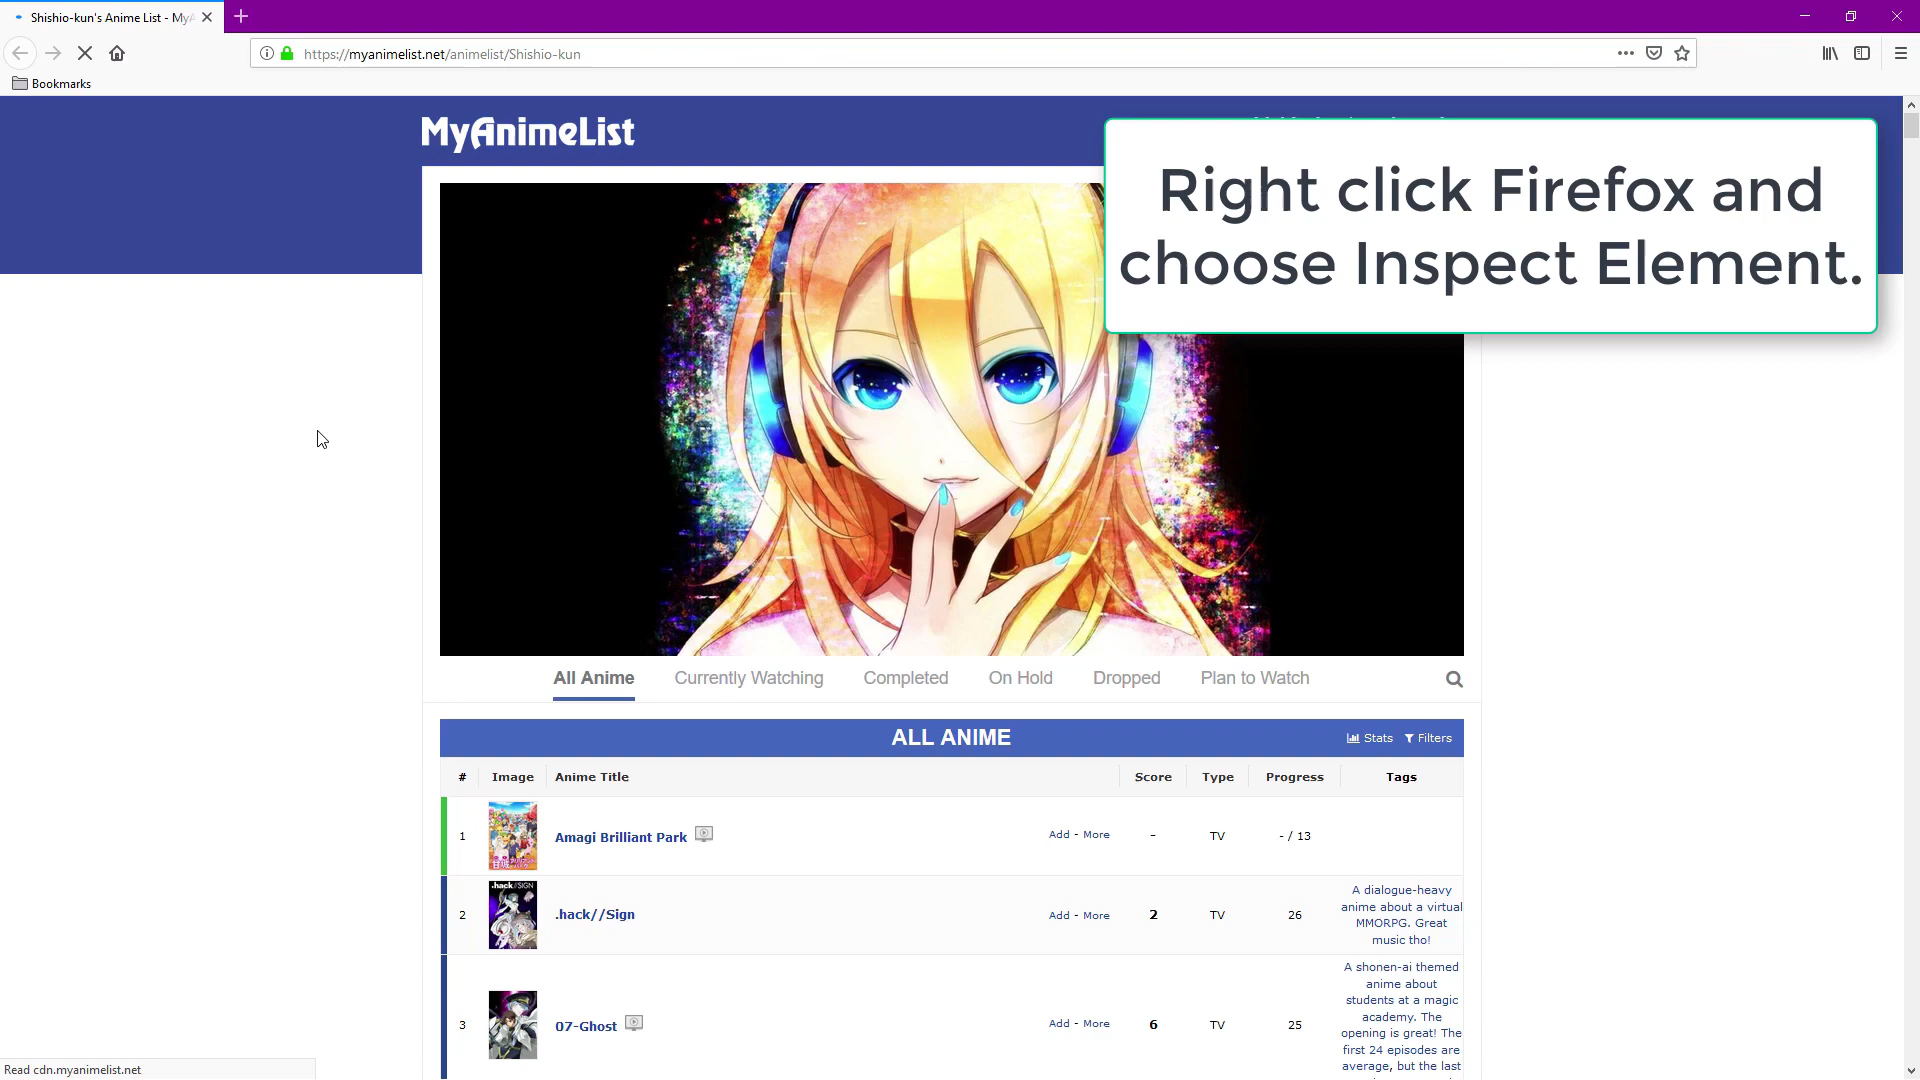 Shishio-kun's Anime List - MyA
https://myanimelist.net/animelist/Shishio-kun
Bookmarks
MyAnimeList
Right click Firefox and
choose Inspect Element.
All Anime
Currently Watching
Completed
On Hold
Dropped
Plan to Watch
ALL ANIME
Stats
Filters
# Image Anime Title Score Type Progress Tags
1 Amagi Brilliant Park Add - More - TV - / 13
.hack//SIGN
2 .hack//Sign Add - More 2 TV 26
A dialogue-heavy
anime about a virtual
MMORPG. Great
music tho!
3 07-Ghost Add - More 6 TV 25
A shonen-ai themed
anime about
students at a magic
academy. The
opening is great! The
first 24 episodes are
average, but the last
Read cdn.myanimelist.net